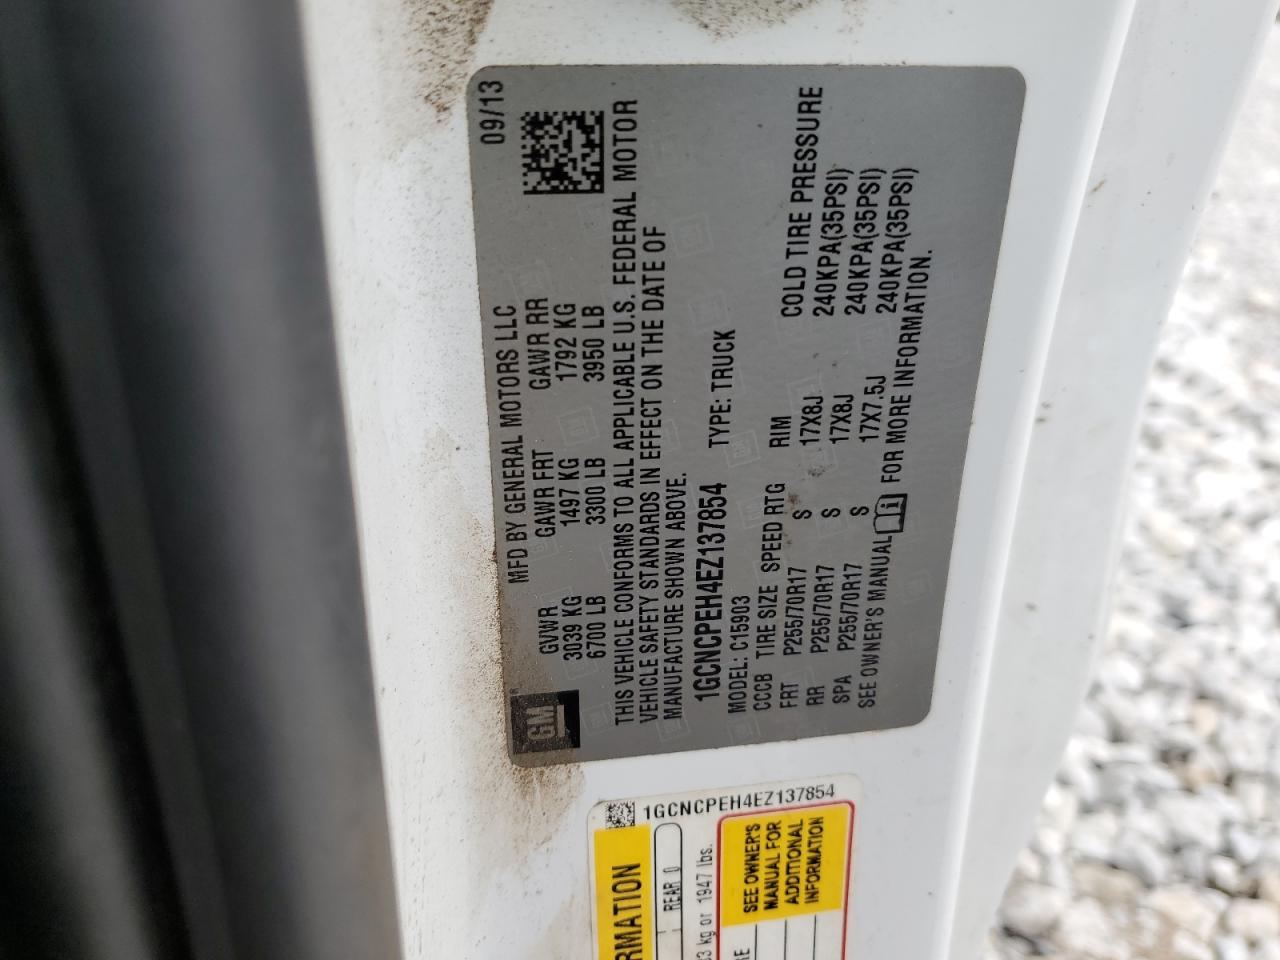 MFD BY GENERAL MOTORS LLC 09/13
GM
GVWR GAWR FRT GAWR RR
3039 KG 1497 KG 1792 KG
6700 LB 3300 LB 3950 LB
THIS VEHICLE CONFORMS TO ALL APPLICABLE U.S. FEDERAL MOTOR
VEHICLE SAFETY STANDARDS IN EFFECT ON THE DATE OF
MANUFACTURE SHOWN ABOVE.
1GCNCPEH4EZ137854 TYPE: TRUCK
MODEL: C15903
CCCB TIRE SIZE SPEED RTG RIM COLD TIRE PRESSURE
FRT P255/70R17 S 17X8J 240KPA(35PSI)
RR P255/70R17 S 17X8J 240KPA(35PSI)
SPA P255/70R17 S 17X7.5J 240KPA(35PSI)
SEE OWNER'S MANUAL FOR MORE INFORMATION.
1GCNCPEH4EZ137854
RMATION
REAR 0
kg or 1947 lbs.
SEE OWNER'S
MANUAL FOR
ADDITIONAL
INFORMATION